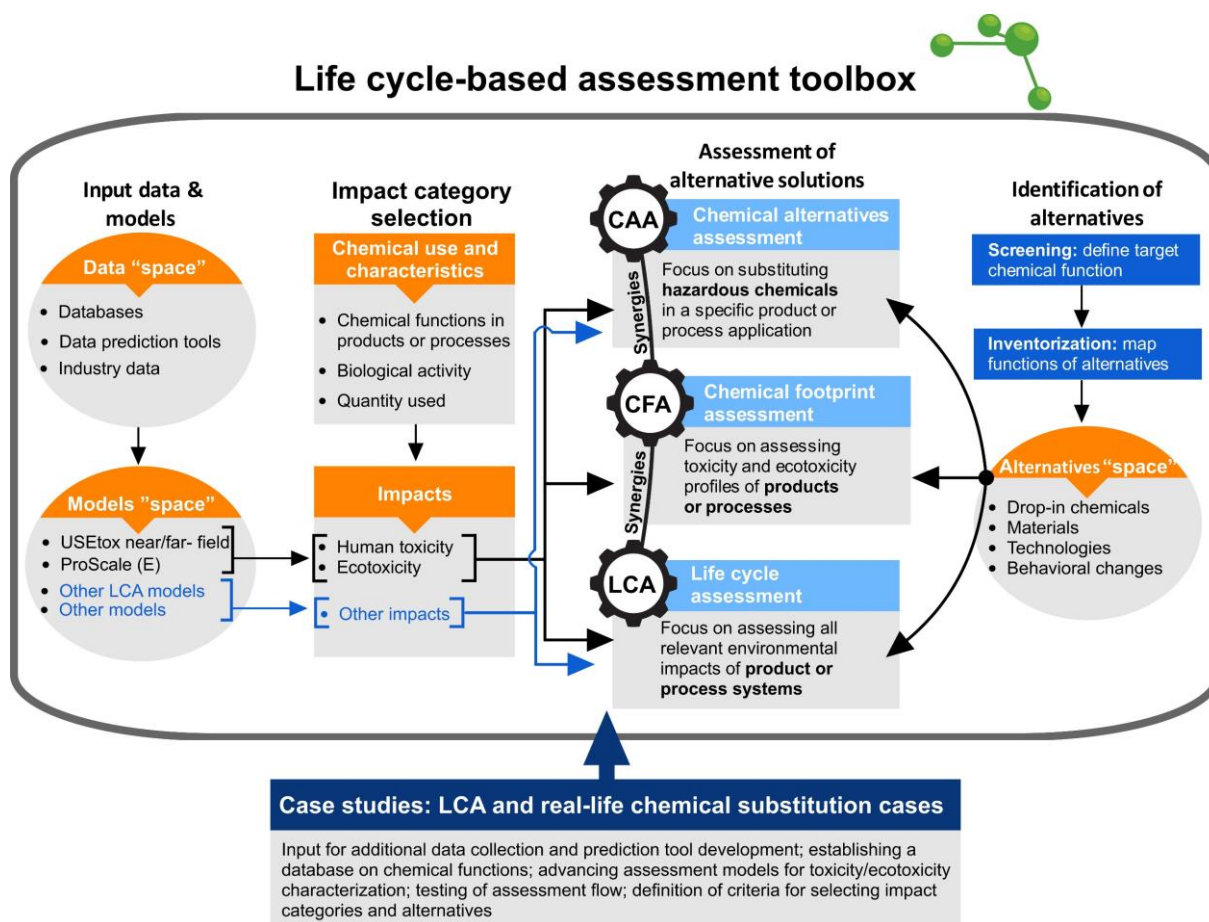 Life cycle-based assessment toolbox
Input data &
models
Data “space”
• Databases
• Data prediction tools
• Industry data
Models ”space”
• USEtox near/far- field
• ProScale (E)
• Other LCA models
• Other models
Impact category
selection
Chemical use and
characteristics
• Chemical functions in
products or processes
• Biological activity
• Quantity used
Impacts
• Human toxicity
• Ecotoxicity
• Other impacts
Assessment of
alternative solutions
CAA
Chemical alternatives
assessment
Focus on substituting
hazardous chemicals
in a specific product or
process application
Synergies
CFA
Chemical footprint
assessment
Focus on assessing
toxicity and ecotoxicity
profiles of products
or processes
Synergies
LCA
Life cycle
assessment
Focus on assessing all
relevant environmental
impacts of product or
process systems
Identification of
alternatives
Screening: define target
chemical function
Inventorization: map
functions of alternatives
Alternatives “space”
• Drop-in chemicals
• Materials
• Technologies
• Behavioral changes
Case studies: LCA and real-life chemical substitution cases
Input for additional data collection and prediction tool development; establishing a
database on chemical functions; advancing assessment models for toxicity/ecotoxicity
characterization; testing of assessment flow; definition of criteria for selecting impact
categories and alternatives